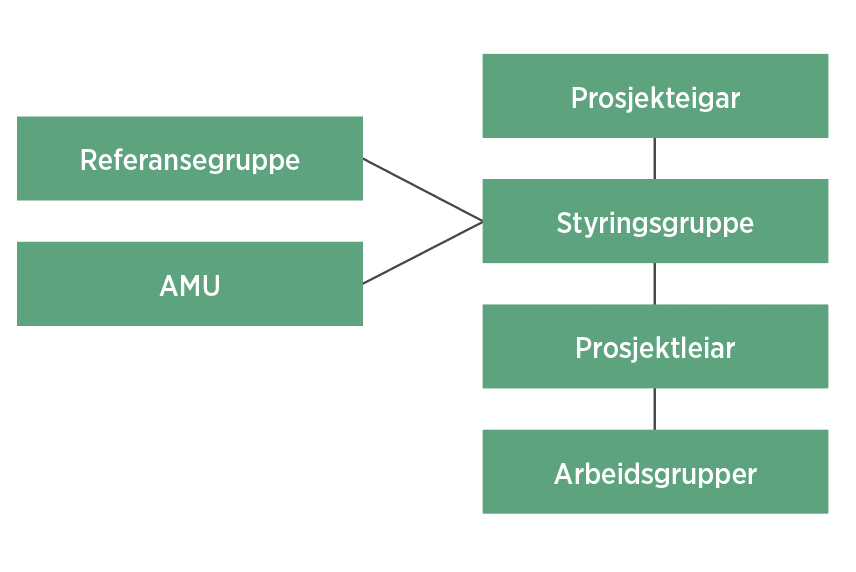 Referansegruppe
AMU
Prosjekteigar
Styringsgruppe
Prosjektleiar
Arbeidsgrupper